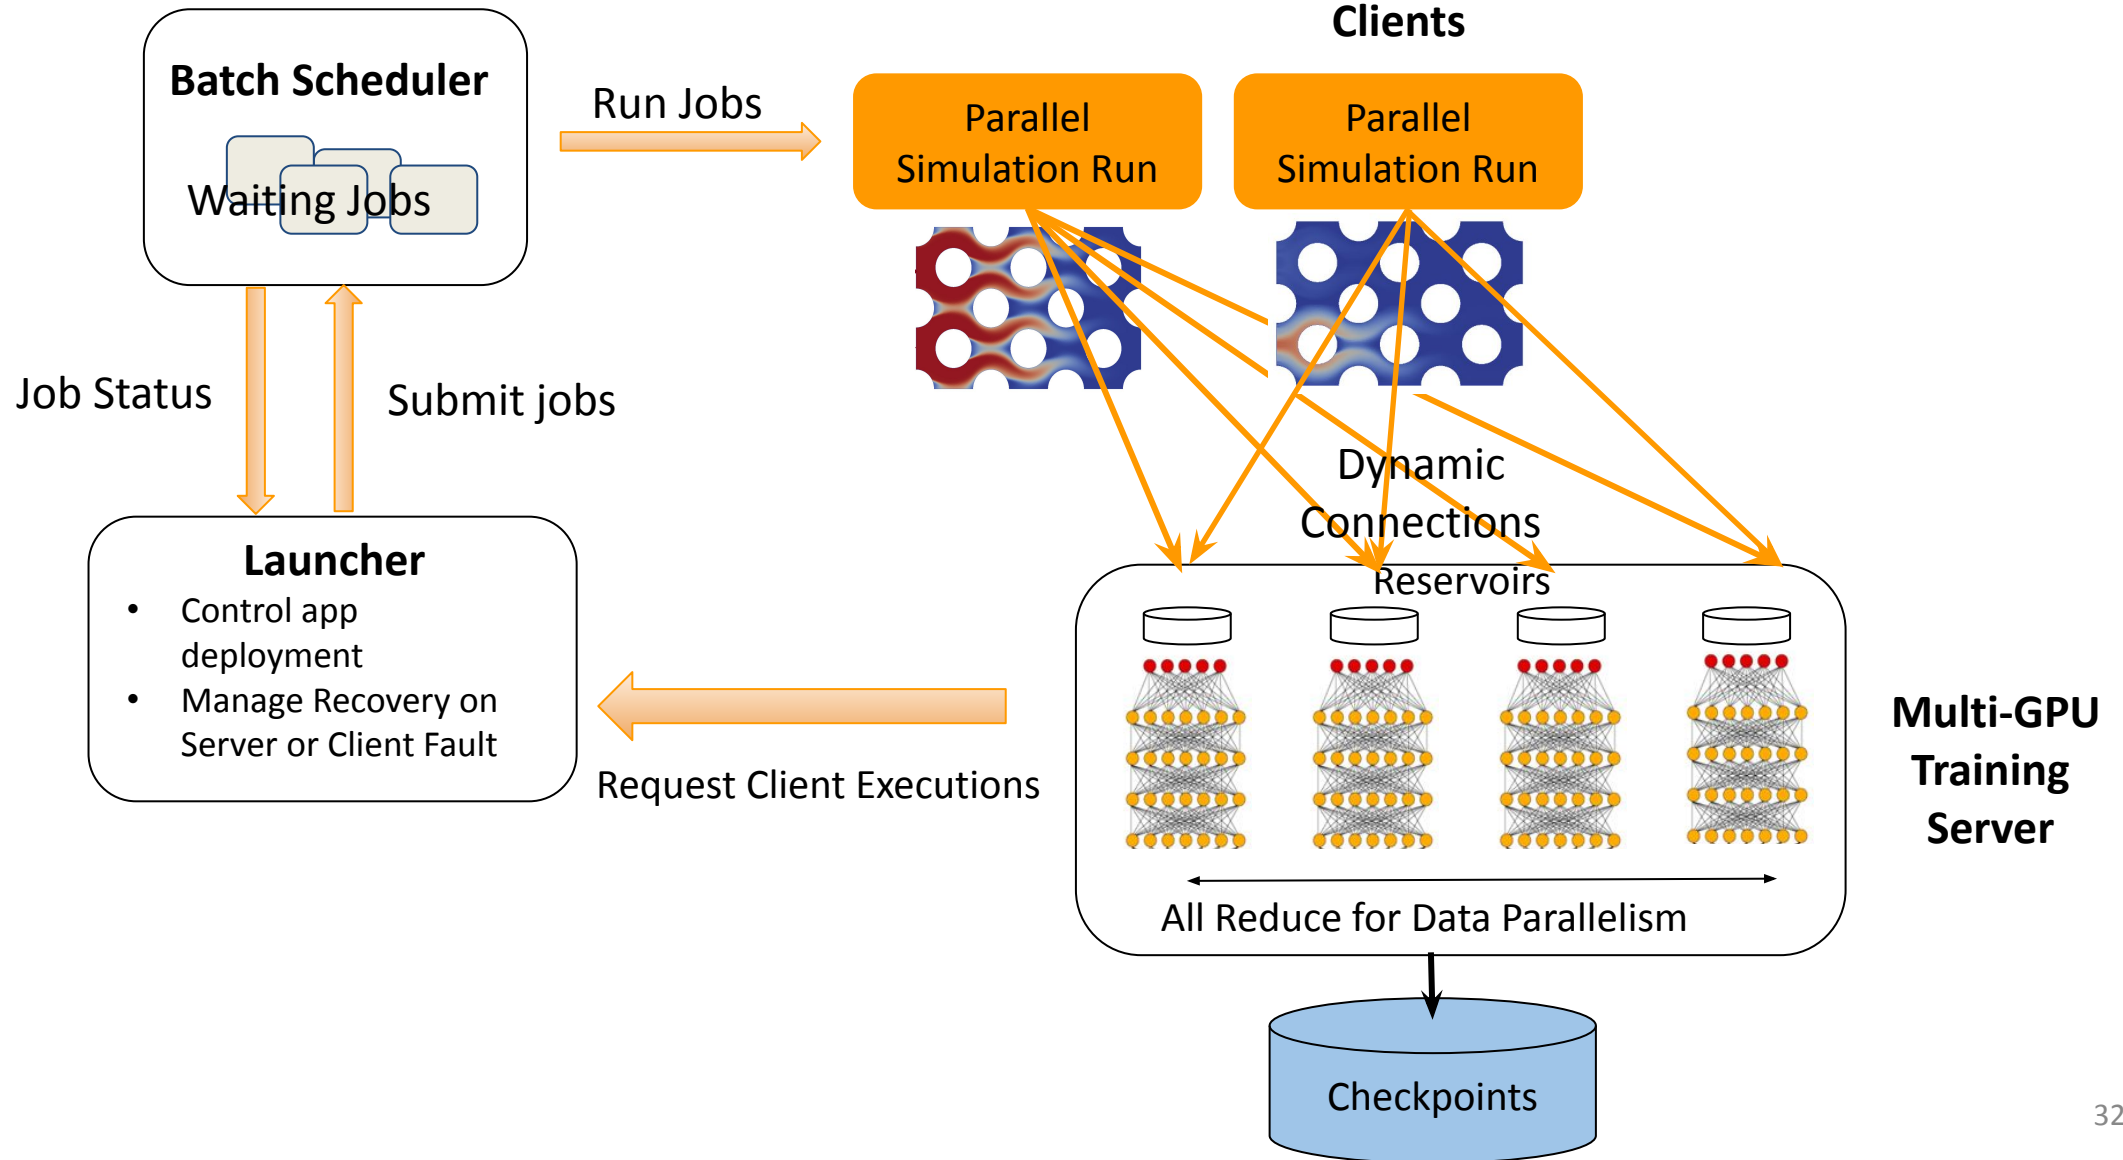 Clients
Batch Scheduler
Waiting Jobs
Run Jobs
Parallel
Simulation Run
Parallel
Simulation Run
Job Status
Submit jobs
Dynamic
Connections
Launcher
• Control app
deployment
• Manage Recovery on
Server or Client Fault
Request Client Executions
Reservoirs
All Reduce for Data Parallelism
Multi-GPU
Training
Server
Checkpoints
32